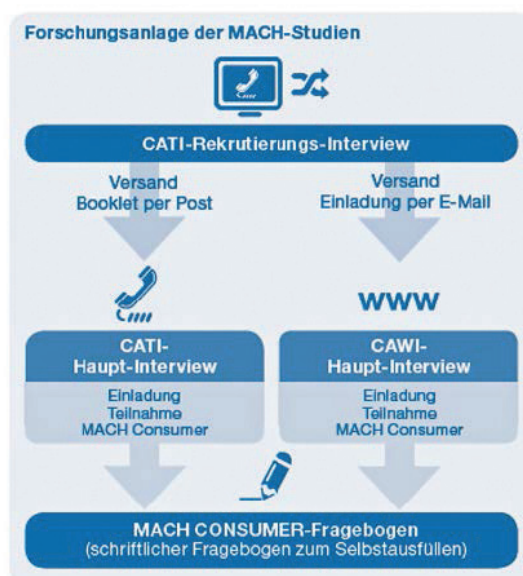 Forschungsanlage der MACH-Studien
CATI-Rekrutierungs-Interview
Versand
Booklet per Post
Versand
Einladung per E-Mail
www
CATI-
Haupt-Interview
Einladung
Teilnahme
MACH Consumer
CAWI-
Haupt-Interview
Einladung
Teilnahme
MACH Consumer
MACH CONSUMER-Fragebogen
(schriftlicher Fragebogen zum Selbstausfüllen)